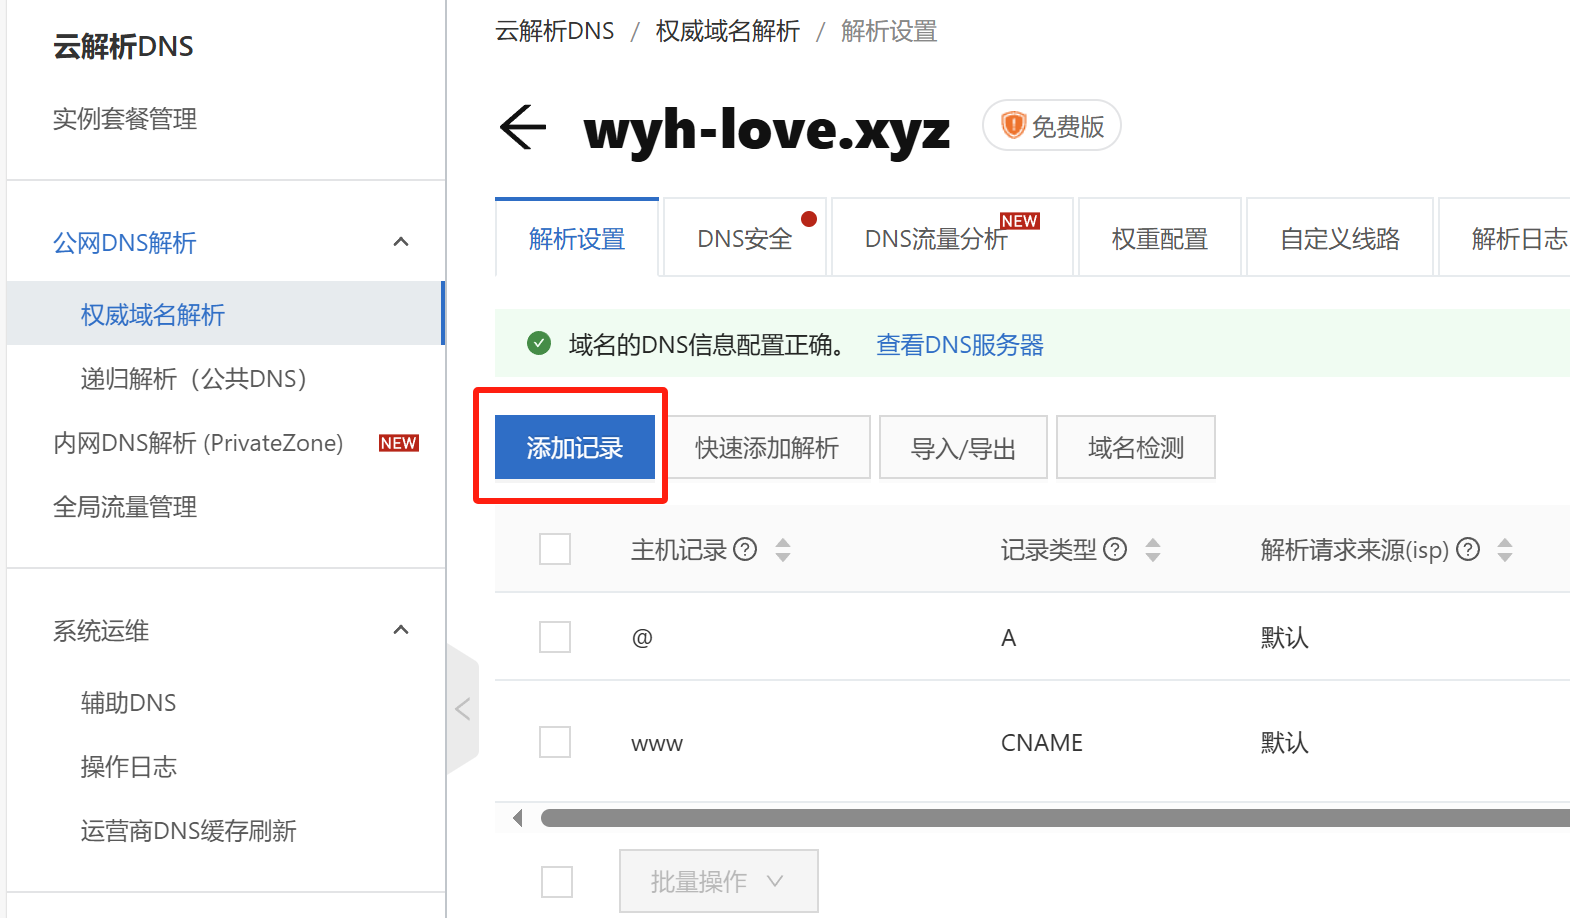 云解析DNS
实例套餐管理
公网DNS解析
权威域名解析
递归解析（公共DNS）
内网DNS解析 (PrivateZone) NEW
全局流量管理
系统运维
辅助DNS
操作日志
运营商DNS缓存刷新
云解析DNS / 权威域名解析 / 解析设置
wyh-love.xyz 免费版
解析设置 DNS安全 DNS流量分析 NEW 权重配置 自定义线路 解析日志
域名的DNS信息配置正确。 查看DNS服务器
添加记录 快速添加解析 导入/导出 域名检测
主机记录 ? 记录类型 ? 解析请求来源(isp) ?
@ A 默认
www CNAME 默认
批量操作